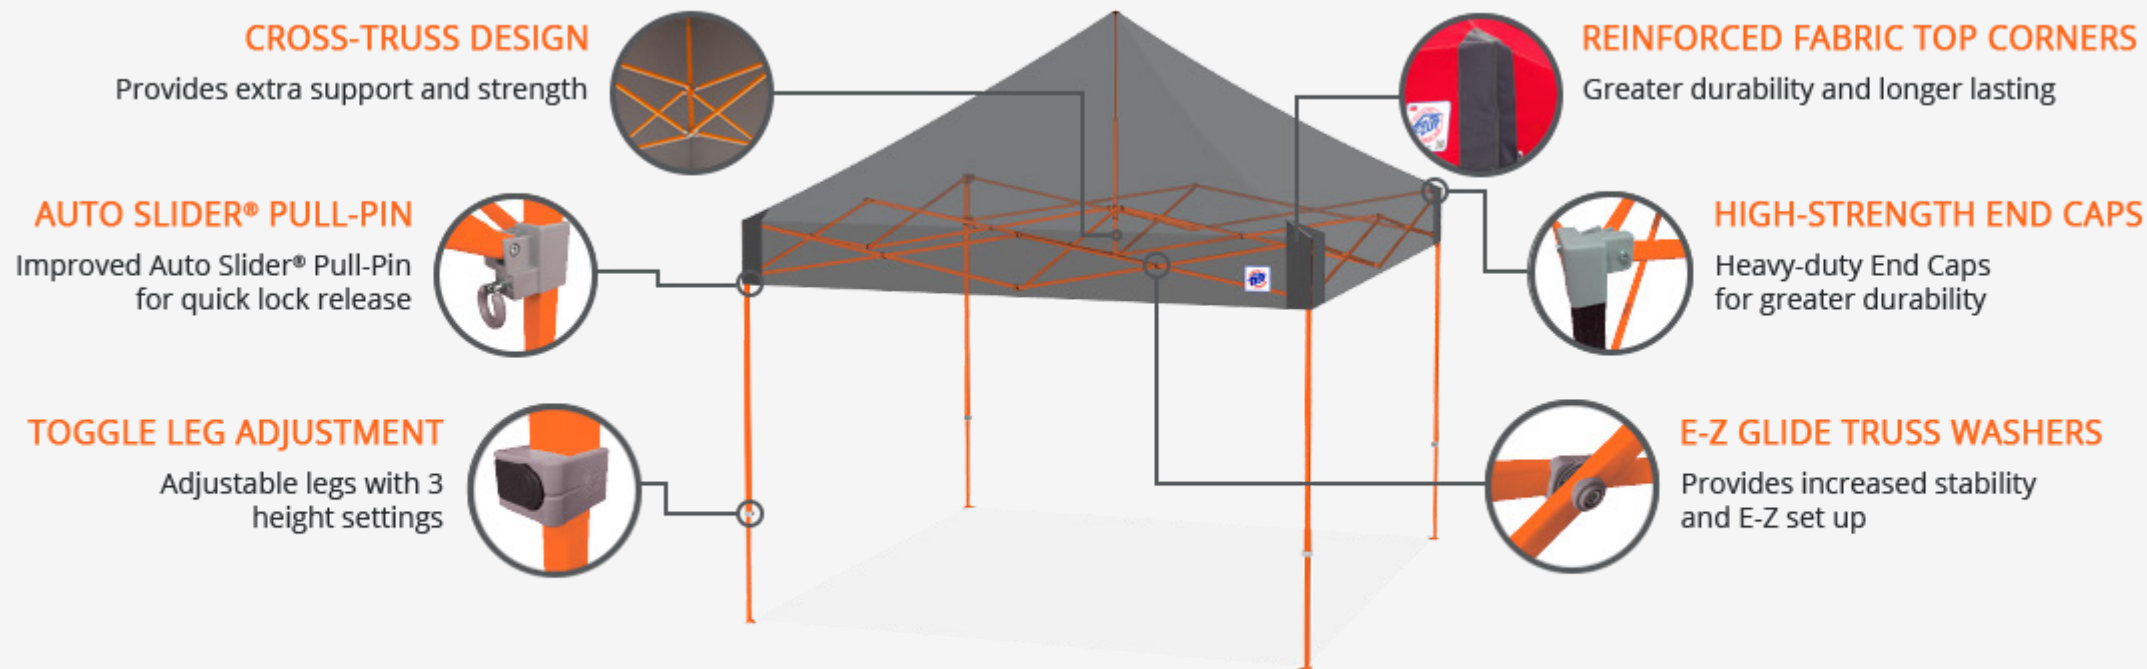 CROSS-TRUSS DESIGN
Provides extra support and strength
AUTO SLIDER® PULL-PIN
Improved Auto Slider® Pull-Pin
for quick lock release
TOGGLE LEG ADJUSTMENT
Adjustable legs with 3
height settings
REINFORCED FABRIC TOP CORNERS
Greater durability and longer lasting
HIGH-STRENGTH END CAPS
Heavy-duty End Caps
for greater durability
E-Z GLIDE TRUSS WASHERS
Provides increased stability
and E-Z set up